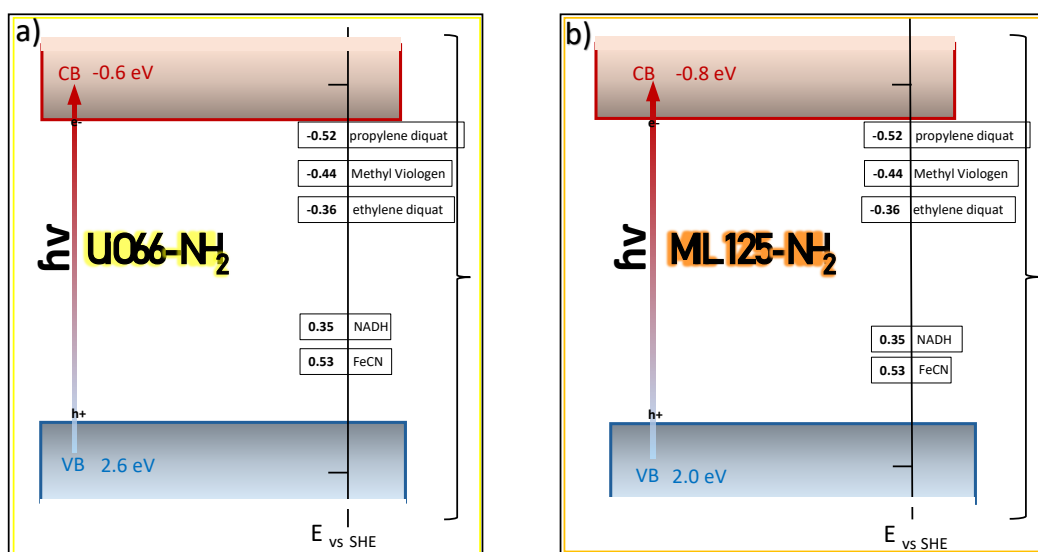 a)
CB -0.6 eV
e-
-0.52 propylene diquat
-0.44 Methyl Viologen
-0.36 ethylene diquat
hv
UiO66-NH2
0.35 NADH
0.53 FeCN
h+
VB 2.6 eV
E vs SHE
b)
CB -0.8 eV
e-
-0.52 propylene diquat
-0.44 Methyl Viologen
-0.36 ethylene diquat
hv
MIL125-NH2
0.35 NADH
0.53 FeCN
h+
VB 2.0 eV
E vs SHE